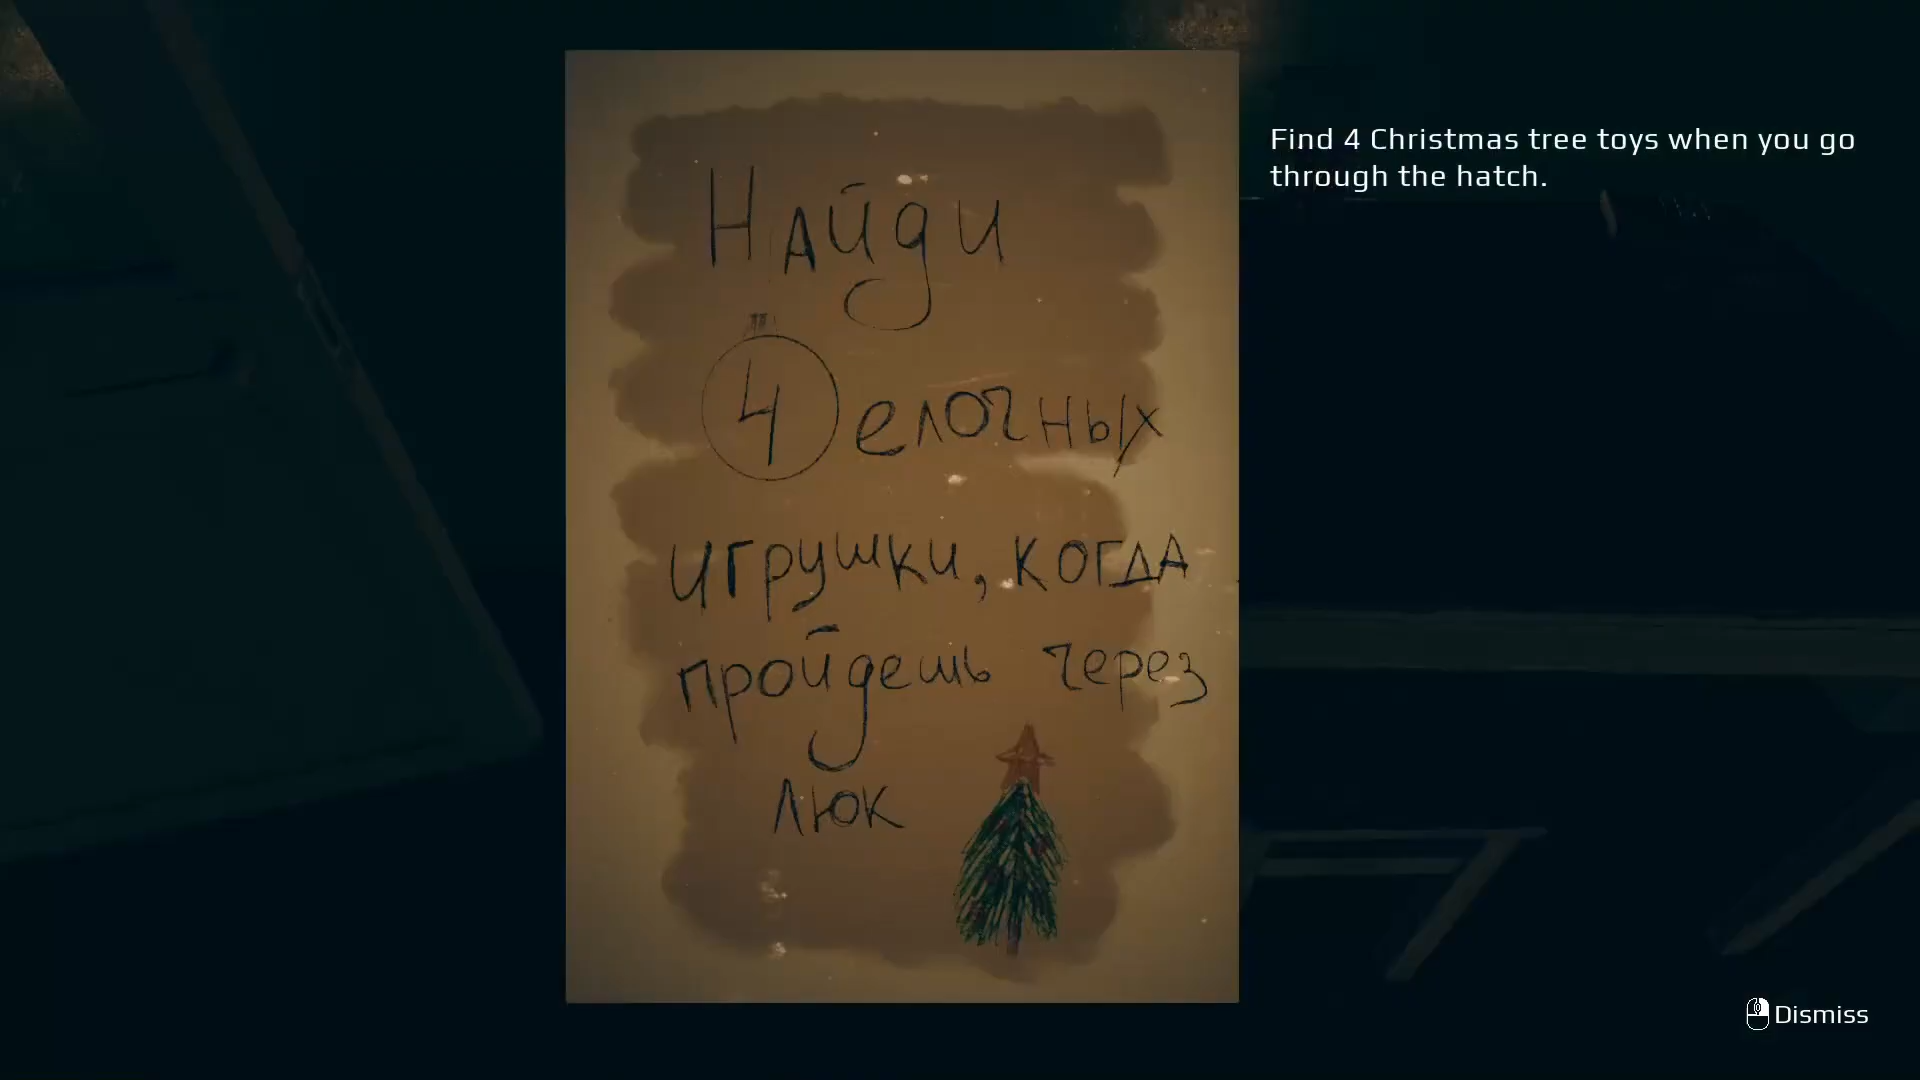 Найди
4 елочных
игрушки, когда
пройдешь через
люк
Find 4 Christmas tree toys when you go
through the hatch.
Dismiss